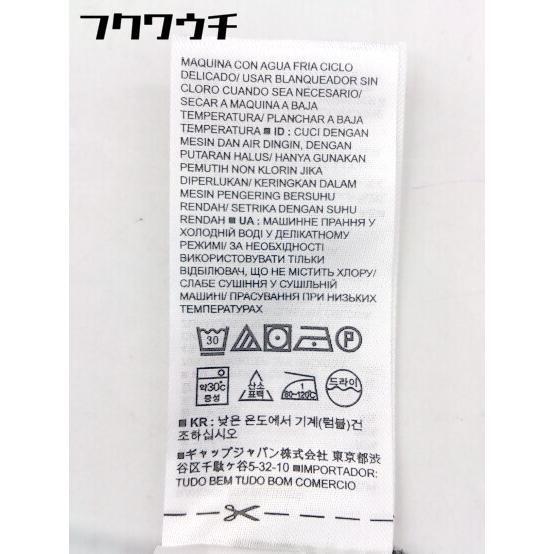 フクワウチ
MAQUINA CON AGUA FRIA CICLO
DELICADO/ USAR BLANQUEADOR SIN
CLORO CUANDO SEA NECESARIO/
SECAR A MAQUINA A BAJA
TEMPERATURA/ PLANCHAR A BAJA
TEMPERATURA ■ ID : CUCI DENGAN
MESIN DAN AIR DINGIN, DENGAN
PUTARAN HALUS/ HANYA GUNAKAN
PEMUTIH NON KLORIN JIKA
DIPERLUKAN/ KERINGKAN DALAM
MESIN PENGERING BERSUHU
RENDAH/ SETRIKA DENGAN SUHU
RENDAH ■ UA : МАШИННЕ ПРАННЯ У
ХОЛОДНІЙ ВОДІ У ДЕЛІКАТНОМУ
РЕЖИМІ/ ЗА НЕОБХІДНОСТІ
ВИКОРИСТОВУВАТИ ТІЛЬКИ
ВІДБІЛЮВАЧ, ЩО НЕ МІСТИТЬ ХЛОРУ/
СЛАБЕ СУШІННЯ У СУШІЛЬНІЙ
МАШИНІ/ ПРАСУВАННЯ ПРИ НИЗЬКИХ
ТЕМПЕРАТУРАХ
30 P
약30℃ 중성 산소 표백 1 80~120℃ 드라이
■ KR : 낮은 온도에서 기계(텀블)건
조하십시오
■ギャップジャパン株式会社 東京都渋
谷区千駄ヶ谷5-32-10 ■IMPORTADOR:
TUDO BEM TUDO BOM COMERCIO